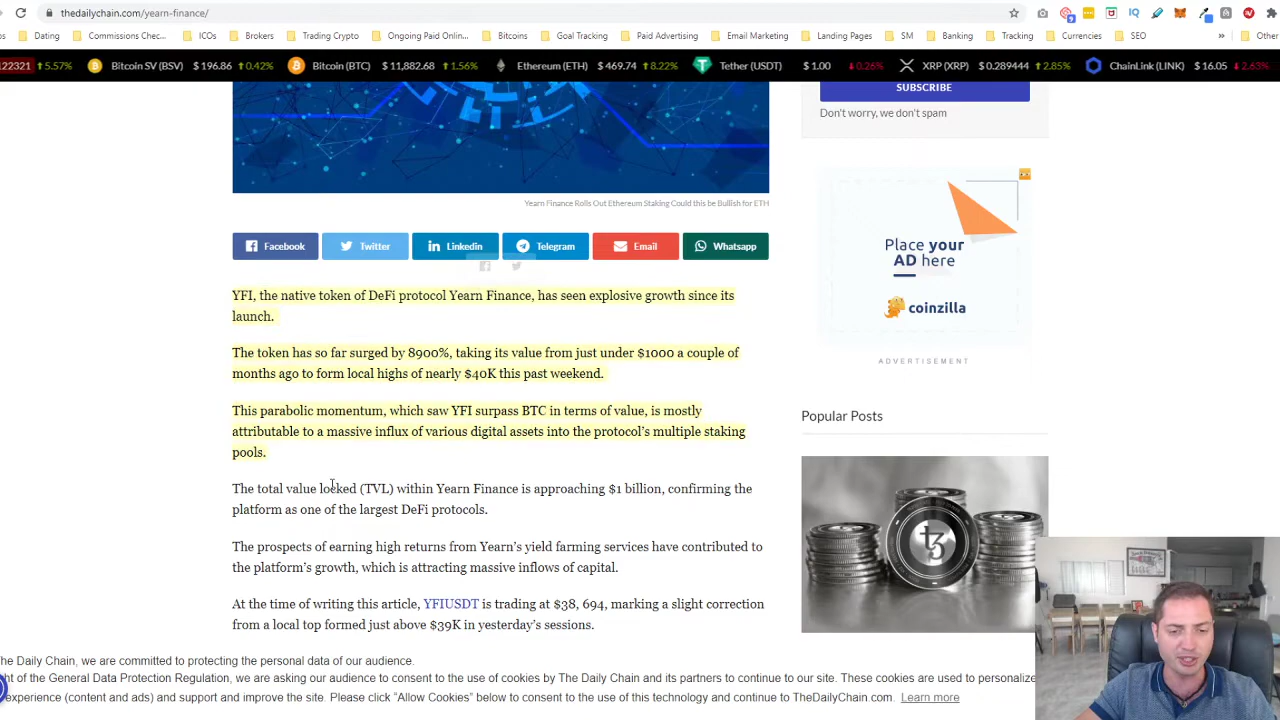 thedailychain.com/yearn-finance/
Dating Commissions Chec... ICOs Brokers Trading Crypto Ongoing Paid Onlin... Bitcoins Goal Tracking Paid Advertising Email Marketing Landing Pages SM Banking Tracking Currencies SEO » Other
122321 ↑ 5.57% Bitcoin SV (BSV) $ 196.86 ↑ 0.42% Bitcoin (BTC) $ 11,882.68 ↑ 1.56% Ethereum (ETH) $ 469.74 ↑ 8.22% Tether (USDT) $ 1.00 ↓ 0.26% XRP (XRP) $ 0.289444 ↑ 2.85% ChainLink (LINK) $ 16.05 ↓ 2.63%
SUBSCRIBE
Don't worry, we don't spam
Yearn Finance Rolls Out Ethereum Staking Could this be Bullish for ETH
Facebook Twitter Linkedin Telegram Email Whatsapp
YFI, the native token of DeFi protocol Yearn Finance, has seen explosive growth since its
launch.
The token has so far surged by 8900%, taking its value from just under $1000 a couple of
months ago to form local highs of nearly $40K this past weekend.
This parabolic momentum, which saw YFI surpass BTC in terms of value, is mostly
attributable to a massive influx of various digital assets into the protocol's multiple staking
pools.
The total value locked (TVL) within Yearn Finance is approaching $1 billion, confirming the
platform as one of the largest DeFi protocols.
The prospects of earning high returns from Yearn's yield farming services have contributed to
the platform's growth, which is attracting massive inflows of capital.
At the time of writing this article, YFIUSDT is trading at $38, 694, marking a slight correction
from a local top formed just above $39K in yesterday's sessions.
Place your
AD here
coinzilla
ADVERTISEMENT
Popular Posts
The Daily Chain, we are committed to protecting the personal data of our audience.
ght of the General Data Protection Regulation, we are asking our audience to consent to the use of cookies by The Daily Chain and its partners to continue to our site. These cookies are used to personalize
experience (content and ads) and support and improve the site. Please click "Allow Cookies" below to consent to the use of this technology and continue to TheDailyChain.com. Learn more